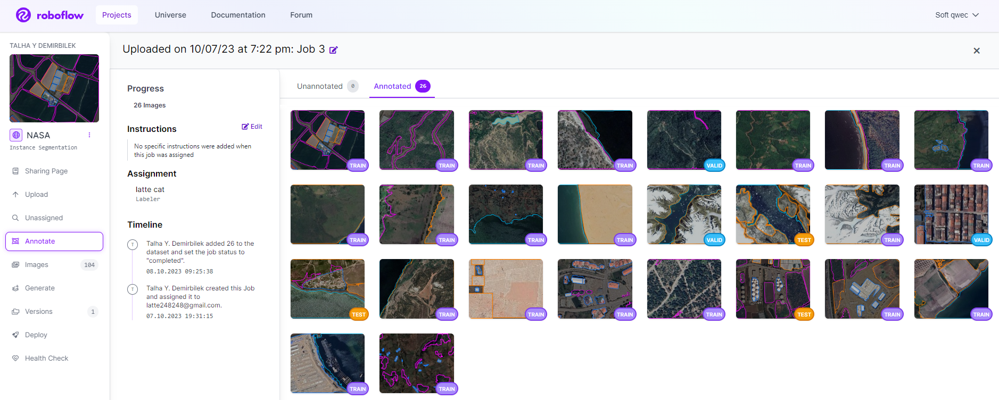 roboflow
Projects
Universe
Documentation
Forum
Soft qwec
TALHA Y DEMIRBILEK
NASA
Instance Segmentation
Sharing Page
Upload
Unassigned
Annotate
Images 104
Generate
Versions 1
Deploy
Health Check
Uploaded on 10/07/23 at 7:22 pm: Job 3
Progress
26 Images
Instructions
Edit
No specific instructions were added when
this job was assigned
Assignment
latte cat
Labeler
Timeline
T
Talha Y. Demirbilek added 26 to the
dataset and set the job status to
"completed".
08.10.2023 09:25:38
T
Talha Y. Demirbilek created this Job
and assigned it to
latte248248@gmail.com.
07.10.2023 19:31:15
Unannotated 0
Annotated 26
TRAIN TRAIN TRAIN TRAIN VALID TRAIN TRAIN TRAIN
TRAIN TRAIN TRAIN TRAIN VALID TEST TRAIN VALID
TEST TRAIN TRAIN TRAIN TRAIN TEST TRAIN TRAIN
TRAIN TRAIN